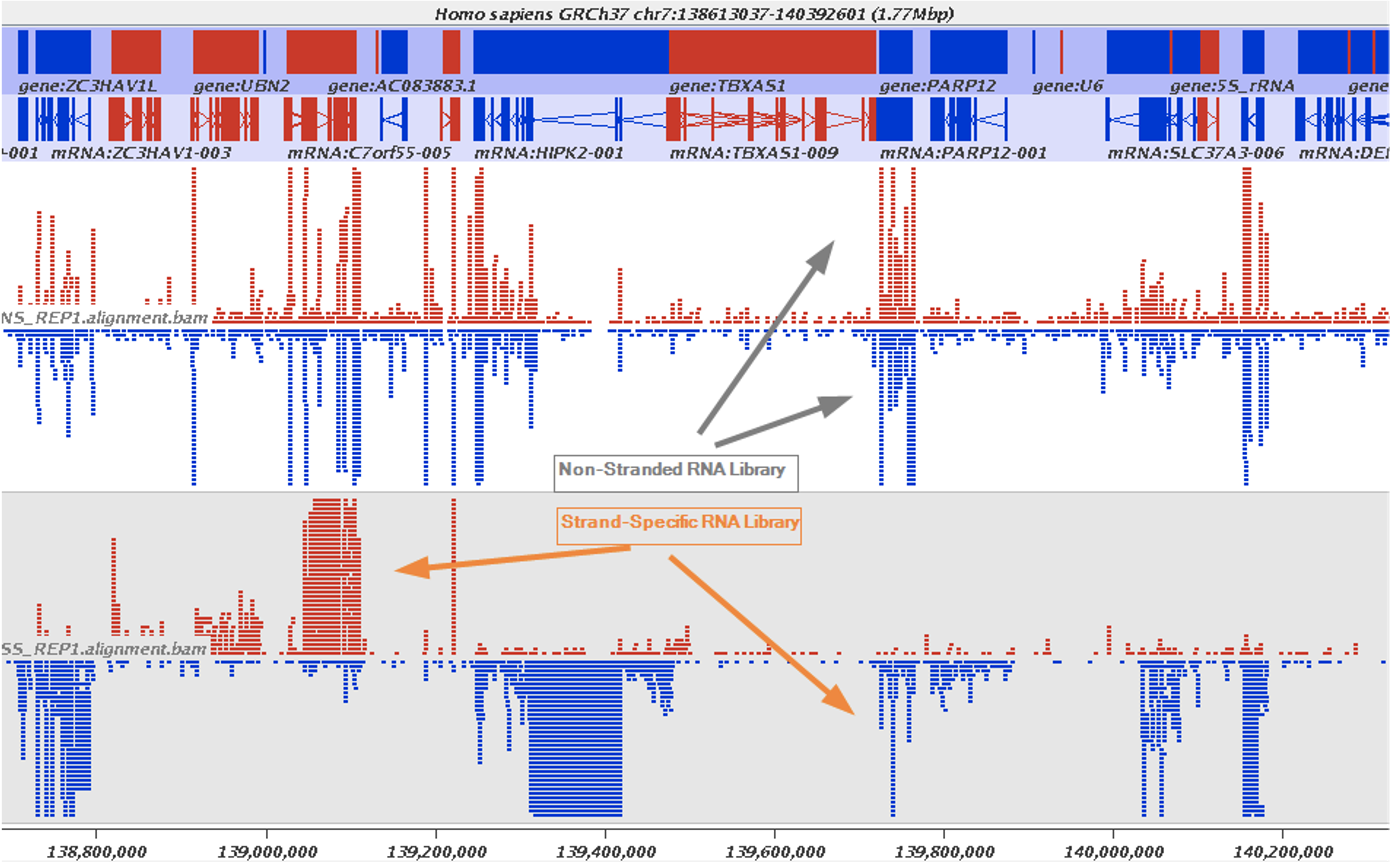 Homo sapiens GRCh37 chr7:138613037-140392601 (1.77Mbp)
gene:ZC3HAV1L gene:UBN2 gene:AC083883.1 gene:TBXAS1 gene:PARP12 gene:U6 gene:5S_rRNA gene
-001 mRNA:ZC3HAV1-003 mRNA:C7orf55-005 mRNA:HIPK2-001 mRNA:TBXAS1-009 mRNA:PARP12-001 mRNA:SLC37A3-006 mRNA:DEN
NS_REP1.alignment.bam
Non-Stranded RNA Library
Strand-Specific RNA Library
SS_REP1.alignment.bam
138,800,000 139,000,000 139,200,000 139,400,000 139,600,000 139,800,000 140,000,000 140,200,000